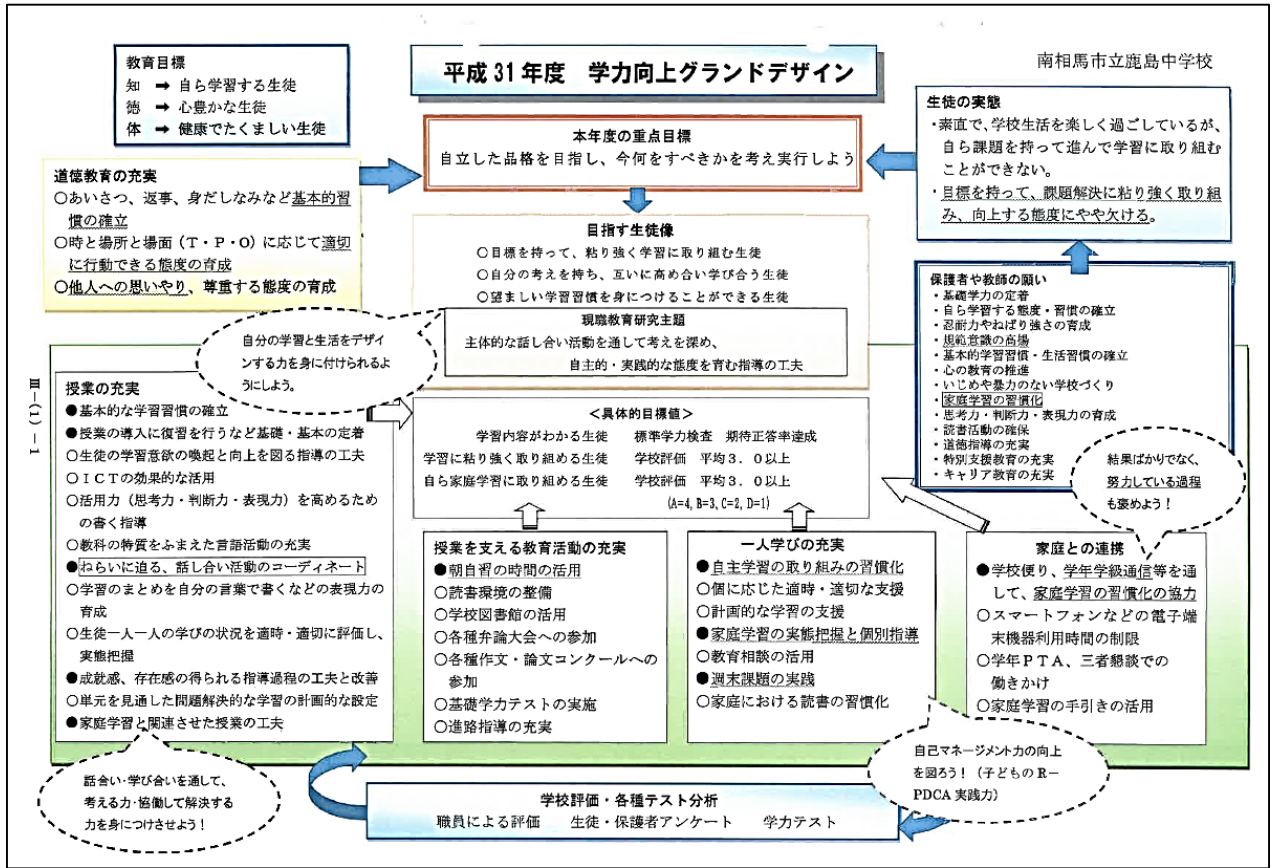 平成31年度 学力向上グランドデザイン
南相馬市立鹿島中学校
教育目標
知 ➡ 自ら学習する生徒
徳 ➡ 心豊かな生徒
体 ➡ 健康でたくましい生徒
本年度の重点目標
自立した品格を目指し、今何をすべきかを考え実行しよう
生徒の実態
・素直で、学校生活を楽しく過ごしているが、
自ら課題を持って進んで学習に取り組む
ことができない。
・目標を持って、課題解決に粘り強く取り組
み、向上する態度にやや欠ける。
道徳教育の充実
○あいさつ、返事、身だしなみなど基本的習
慣の確立
○時と場所と場面(T・P・O)に応じて適切
に行動できる態度の育成
○他人への思いやり、尊重する態度の育成
目指す生徒像
○目標を持って、粘り強く学習に取り組む生徒
○自分の考えを持ち、互いに高め合い学び合う生徒
○望ましい学習習慣を身につけることができる生徒
現職教育研究主題
主体的な話し合い活動を通して考えを深め、
自主的・実践的な態度を育む指導の工夫
保護者や教師の願い
・基礎学力の定着
・自ら学習する態度・習慣の確立
・忍耐力やねばり強さの育成
・規範意識の高揚
・基本的学習習慣・生活習慣の確立
・心の教育の推進
・いじめや暴力のない学校づくり
・家庭学習の習慣化
・思考力・判断力・表現力の育成
・読書活動の確保
・道徳指導の充実
・特別支援教育の充実
・キャリア教育の充実
自分の学習と生活をデザイ
ンする力を身に付けられるよ
うにしよう。
結果ばかりでなく、
努力している過程
も褒めよう!
Ⅲ-(1)-1
授業の充実
●基本的な学習習慣の確立
●授業の導入に復習を行うなど基礎・基本の定着
○生徒の学習意欲の喚起と向上を図る指導の工夫
○ICTの効果的な活用
○活用力(思考力・判断力・表現力)を高めるため
の書く指導
○教科の特質をふまえた言語活動の充実
●ねらいに迫る、話し合い活動のコーディネート
○学習のまとめを自分の言葉で書くなどの表現力の
育成
○生徒一人一人の学びの状況を適時・適切に評価し、
実態把握
●成就感、存在感の得られる指導過程の工夫と改善
○単元を見通した問題解決的な学習の計画的な設定
●家庭学習と関連させた授業の工夫
<具体的目標値>
学習内容がわかる生徒 標準学力検査 期待正答率達成
学習に粘り強く取り組める生徒 学校評価 平均3.0以上
自ら家庭学習に取り組める生徒 学校評価 平均3.0以上
(A=4, B=3, C=2, D=1)
授業を支える教育活動の充実
●朝自習の時間の活用
○読書環境の整備
○学校図書館の活用
○各種弁論大会への参加
○各種作文・論文コンクールへの
参加
○基礎学力テストの実施
○進路指導の充実
一人学びの充実
●自主学習の取り組みの習慣化
○個に応じた適時・適切な支援
○計画的な学習の支援
●家庭学習の実態把握と個別指導
○教育相談の活用
●週末課題の実践
○家庭における読書の習慣化
家庭との連携
●学校便り、学年学級通信等を通
して、家庭学習の習慣化の協力
○スマートフォンなどの電子端
末機器利用時間の制限
○学年PTA、三者懇談での
働きかけ
○家庭学習の手引きの活用
話合い・学び合いを通して、
考える力・協働して解決する
力を身につけさせよう!
自己マネージメント力の向上
を図ろう!(子どものR-
PDCA実践力)
学校評価・各種テスト分析
職員による評価 生徒・保護者アンケート 学力テスト